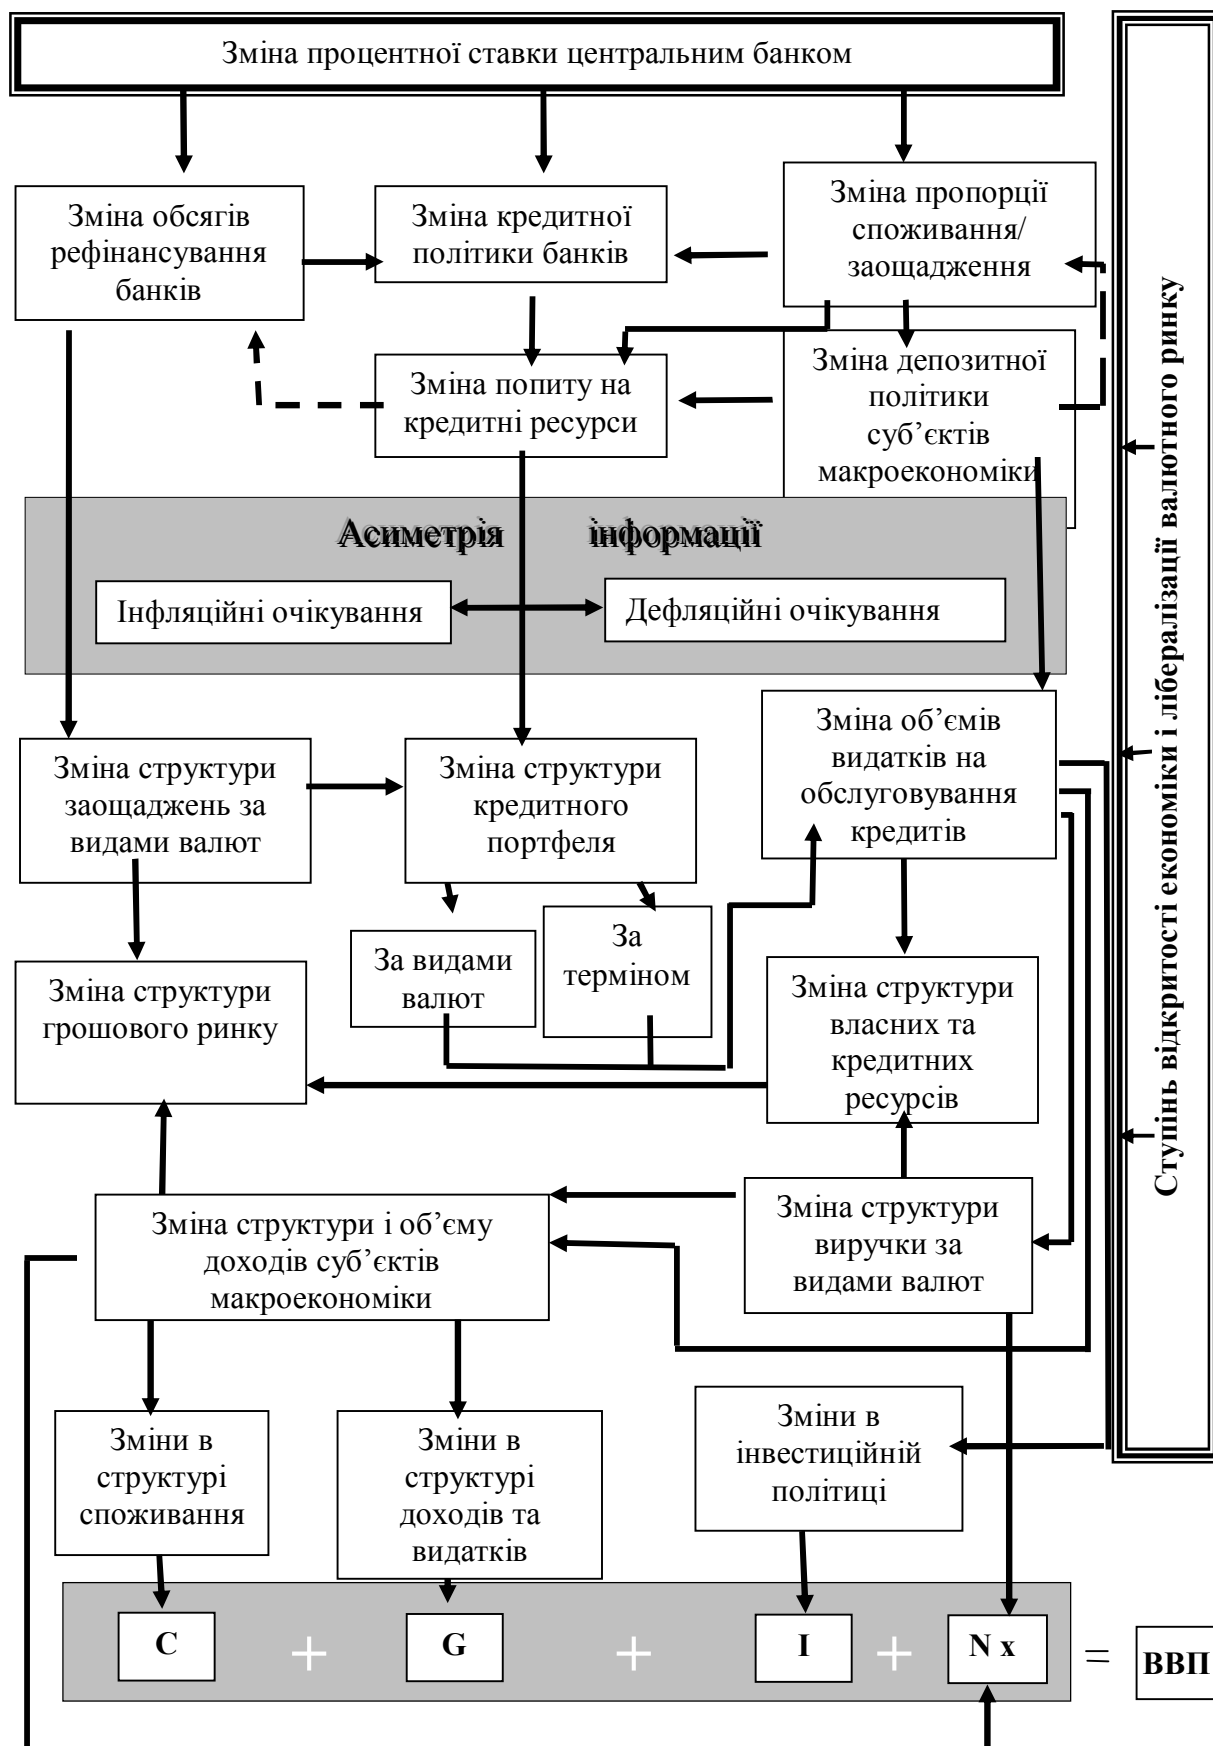 Зміна процентної ставки центральним банком
Зміна обсягів
рефінансування
банків
Зміна кредитної
політики банків
Зміна пропорції
споживання/
заощадження
Зміна попиту на
кредитні ресурси
Зміна депозитної
політики
суб’єктів
макроекономіки
Асиметрія інформації
Інфляційні очікування
Дефляційні очікування
Ступінь відкритості економіки і лібералізації валютного ринку
Зміна структури
заощаджень за
видами валют
Зміна структури
кредитного
портфеля
Зміна об’ємів
видатків на
обслуговування
кредитів
За видами
валют
За
терміном
Зміна структури
грошового ринку
Зміна структури
власних та
кредитних
ресурсів
Зміна структури і об’єму
доходів суб’єктів
макроекономіки
Зміна структури
виручки за
видами валют
Зміни в
структурі
споживання
Зміни в
структурі
доходів та
видатків
Зміни в
інвестиційній
політиці
C + G + I + N x = ВВП